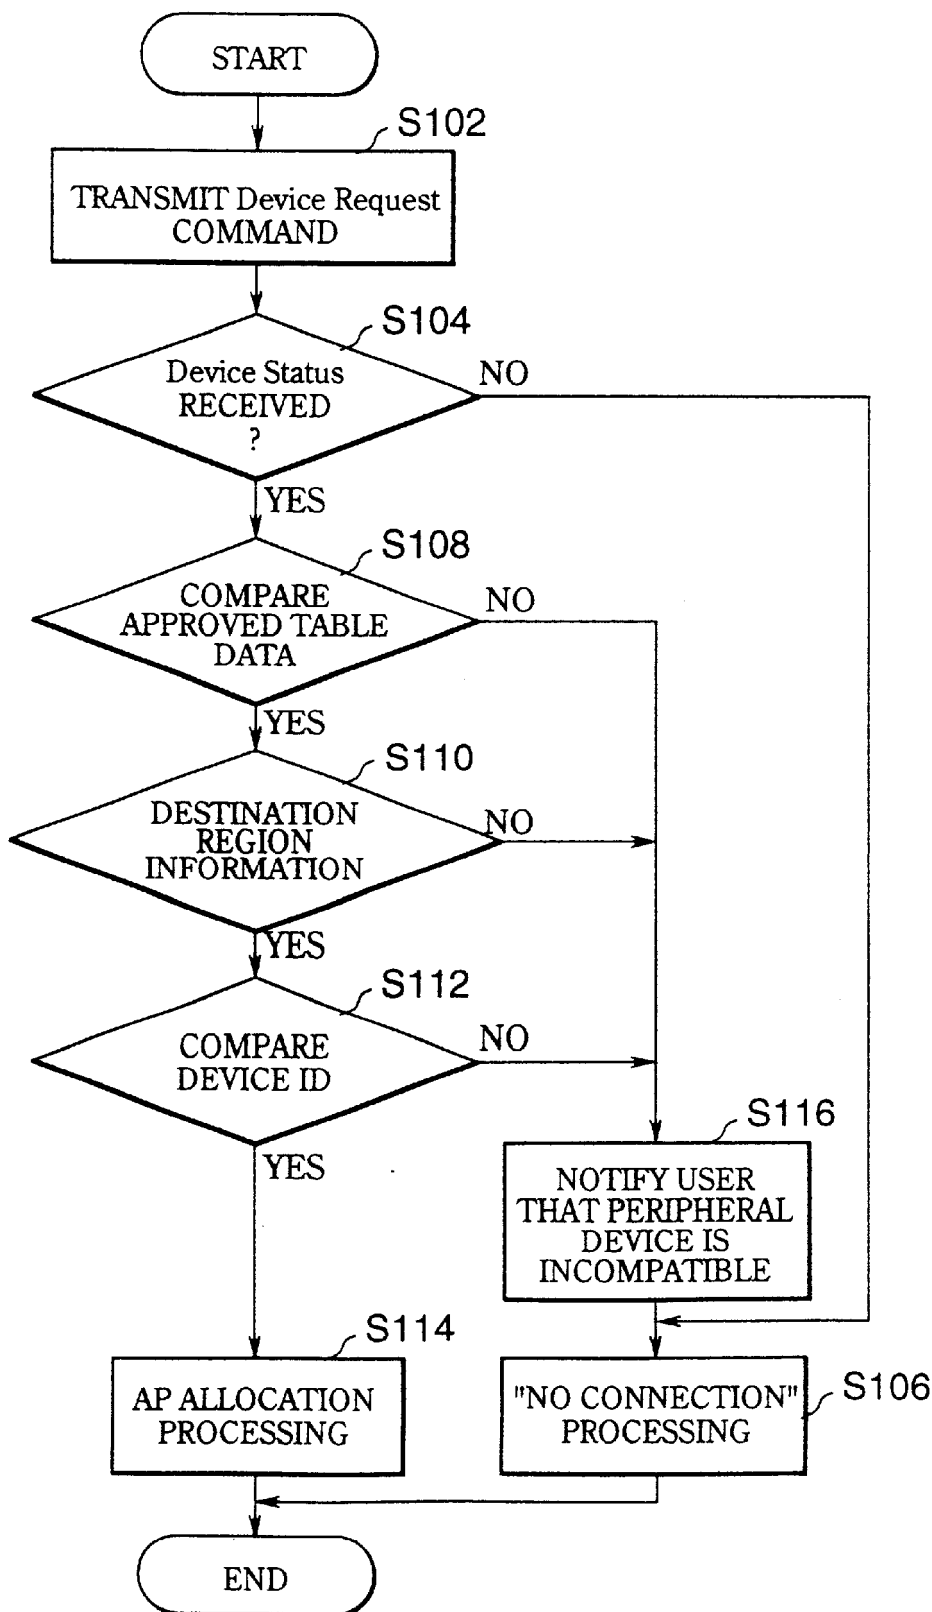 START
S102
TRANSMIT Device Request
COMMAND
S104
Device Status
RECEIVED
?
NO
YES
S108
COMPARE
APPROVED TABLE
DATA
NO
YES
S110
DESTINATION
REGION
INFORMATION
NO
YES
S112
COMPARE
DEVICE ID
NO
YES
S116
NOTIFY USER
THAT PERIPHERAL
DEVICE IS
INCOMPATIBLE
S114
AP ALLOCATION
PROCESSING
"NO CONNECTION"
PROCESSING
S106
END